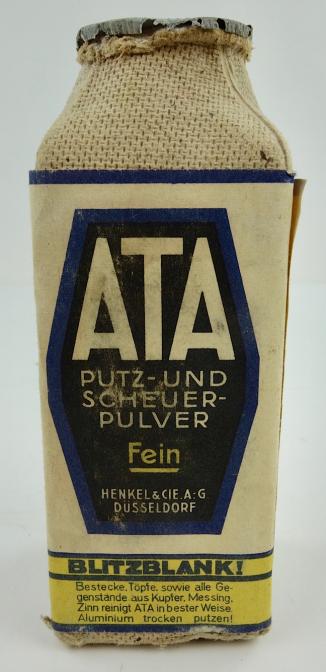 ATA
PUTZ-UND
SCHEUER-
PULVER
Fein
HENKEL & CIE. A.-G
DÜSSELDORF
BLITZBLANK!
Bestecke, Töpfe, sowie alle Ge-
genstände aus Kupfer, Messing,
Zinn reinigt ATA in bester Weise.
Aluminium trocken putzen!